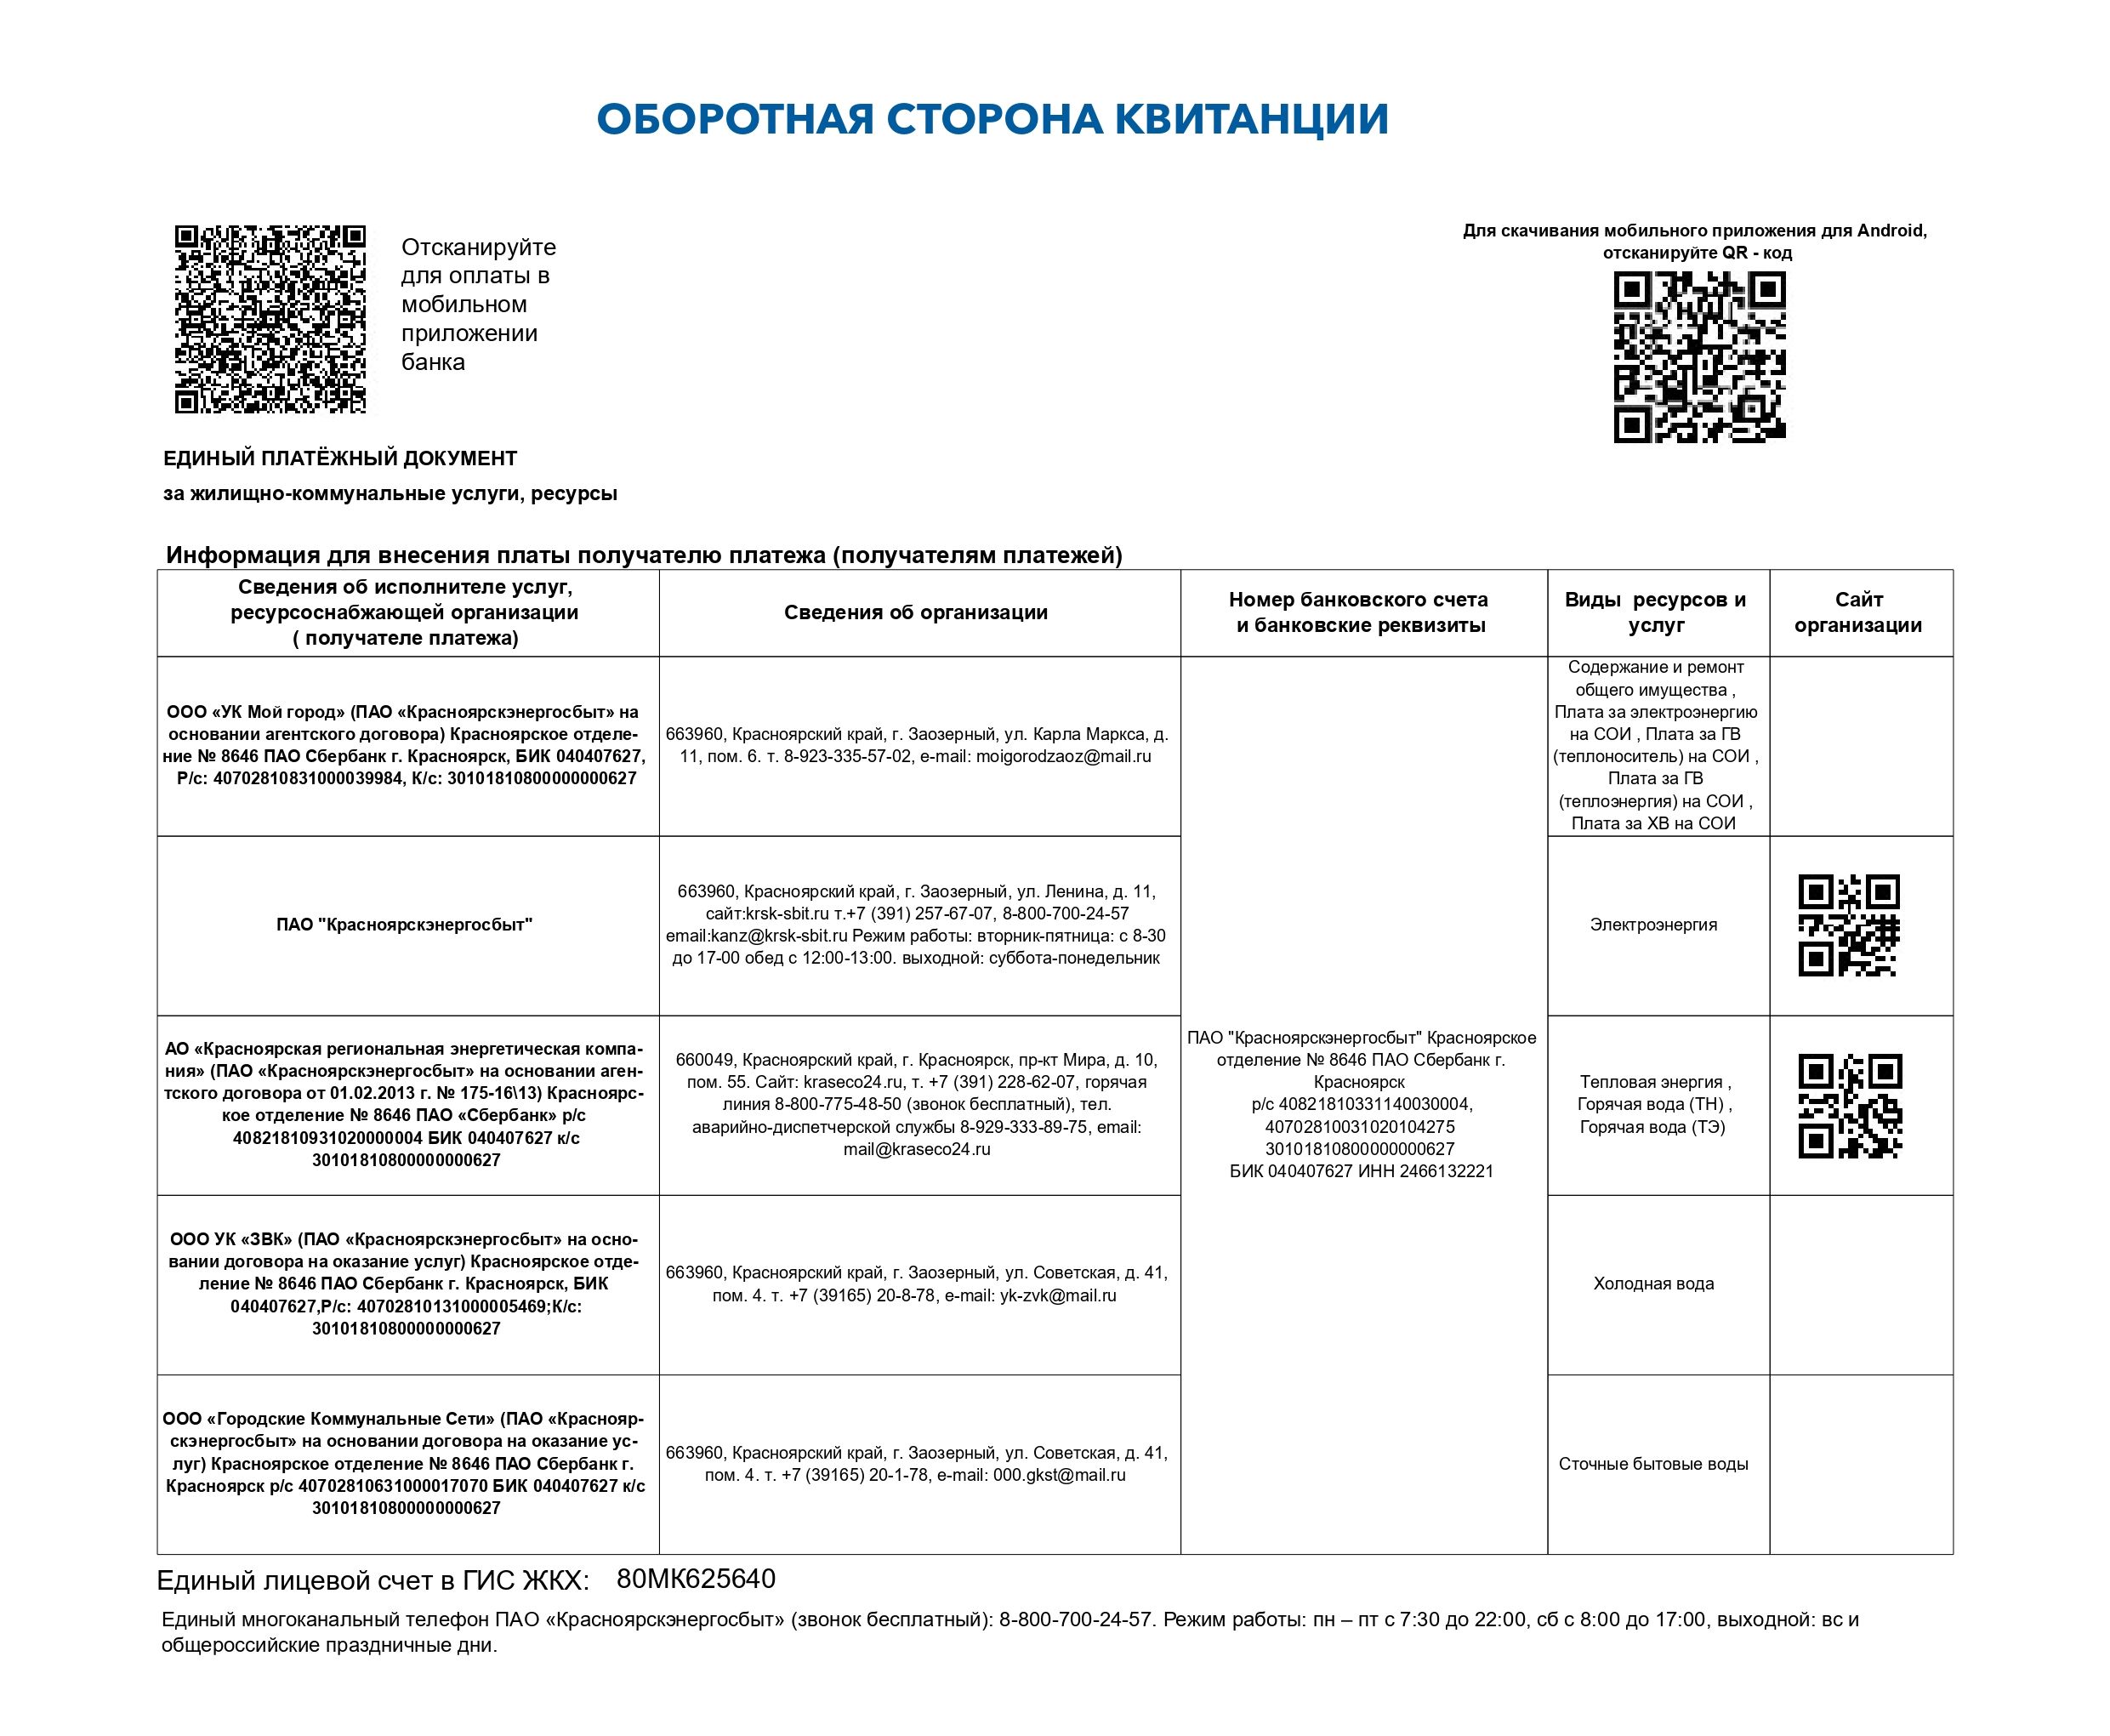 ОБОРОТНАЯ СТОРОНА КВИТАНЦИИ
Отсканируйте
для оплаты в
мобильном
приложении
банка
Для скачивания мобильного приложения для Android,
отсканируйте QR - код
ЕДИНЫЙ ПЛАТЁЖНЫЙ ДОКУМЕНТ
за жилищно-коммунальные услуги, ресурсы
Информация для внесения платы получателю платежа (получателям платежей)
Сведения об исполнителе услуг,
ресурсоснабжающей организации
( получателе платежа)
Сведения об организации
Номер банковского счета
и банковские реквизиты
Виды  ресурсов и
услуг
Сайт
организации
ООО «УК Мой город» (ПАО «Красноярскэнергосбыт» на
основании агентского договора) Красноярское отделе-
ние № 8646 ПАО Сбербанк г. Красноярск, БИК 040407627,
Р/с: 40702810831000039984, К/с: 30101810800000000627
663960, Красноярский край, г. Заозерный, ул. Карла Маркса, д.
11, пом. 6. т. 8-923-335-57-02, e-mail: moigorodzaoz@mail.ru
Содержание и ремонт
общего имущества ,
Плата за электроэнергию
на СОИ , Плата за ГВ
(теплоноситель) на СОИ ,
Плата за ГВ
(теплоэнергия) на СОИ ,
Плата за ХВ на СОИ
ПАО "Красноярскэнергосбыт"
663960, Красноярский край, г. Заозерный, ул. Ленина, д. 11,
сайт:krsk-sbit.ru т.+7 (391) 257-67-07, 8-800-700-24-57
email:kanz@krsk-sbit.ru Режим работы: вторник-пятница: с 8-30
до 17-00 обед с 12:00-13:00. выходной: суббота-понедельник
Электроэнергия
АО «Красноярская региональная энергетическая компа-
ния» (ПАО «Красноярскэнергосбыт» на основании аген-
тского договора от 01.02.2013 г. № 175-16\13) Красноярс-
кое отделение № 8646 ПАО «Сбербанк» р/с
40821810931020000004 БИК 040407627 к/с
30101810800000000627
660049, Красноярский край, г. Красноярск, пр-кт Мира, д. 10,
пом. 55. Сайт: kraseco24.ru, т. +7 (391) 228-62-07, горячая
линия 8-800-775-48-50 (звонок бесплатный), тел.
аварийно-диспетчерской службы 8-929-333-89-75, email:
mail@kraseco24.ru
ПАО "Красноярскэнергосбыт" Красноярское
отделение № 8646 ПАО Сбербанк г.
Красноярск
р/с 40821810331140030004,
40702810031020104275
30101810800000000627
БИК 040407627 ИНН 2466132221
Тепловая энергия ,
Горячая вода (ТН) ,
Горячая вода (ТЭ)
ООО УК «ЗВК» (ПАО «Красноярскэнергосбыт» на осно-
вании договора на оказание услуг) Красноярское отде-
ление № 8646 ПАО Сбербанк г. Красноярск, БИК
040407627,Р/с: 40702810131000005469;К/с:
30101810800000000627
663960, Красноярский край, г. Заозерный, ул. Советская, д. 41,
пом. 4. т. +7 (39165) 20-8-78, e-mail: yk-zvk@mail.ru
Холодная вода
ООО «Городские Коммунальные Сети» (ПАО «Краснояр-
скэнергосбыт» на основании договора на оказание ус-
луг) Красноярское отделение № 8646 ПАО Сбербанк г.
Красноярск р/с 40702810631000017070 БИК 040407627 к/с
30101810800000000627
663960, Красноярский край, г. Заозерный, ул. Советская, д. 41,
пом. 4. т. +7 (39165) 20-1-78, e-mail: 000.gkst@mail.ru
Сточные бытовые воды
Единый лицевой счет в ГИС ЖКХ: 80МК625640
Единый многоканальный телефон ПАО «Красноярскэнергосбыт» (звонок бесплатный): 8-800-700-24-57. Режим работы: пн – пт с 7:30 до 22:00, сб с 8:00 до 17:00, выходной: вс и
общероссийские праздничные дни.